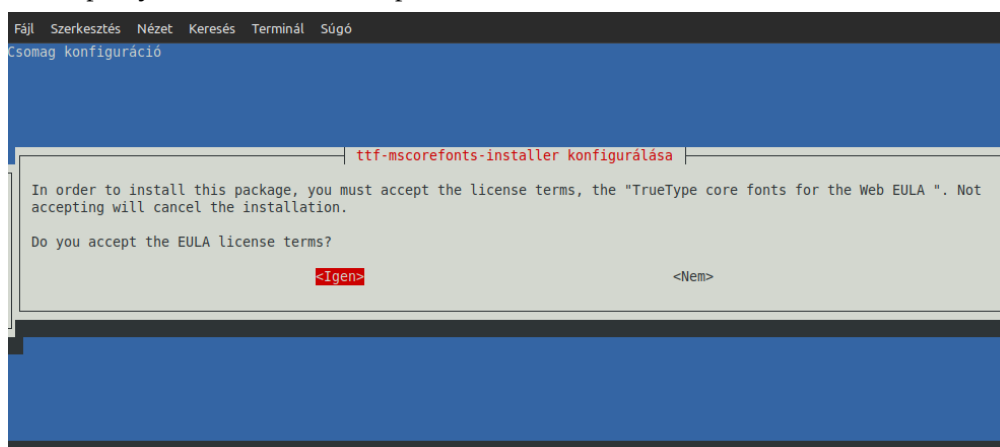 Fájl Szerkesztés Nézet Keresés Terminál Súgó
Csomag konfiguráció
ttf-mscorefonts-installer konfigurálása
In order to install this package, you must accept the license terms, the "TrueType core fonts for the Web EULA ". Not
accepting will cancel the installation.
Do you accept the EULA license terms?
<Igen> <Nem>